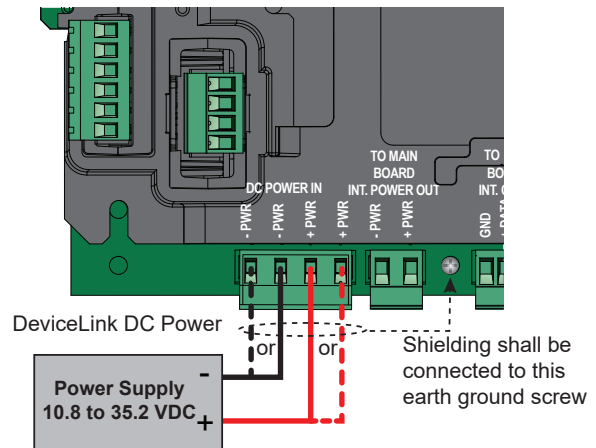 TO MAIN
BOARD
INT. POWER OUT
TO
DC POWER IN
- PWR
- PWR
+ PWR
+ PWR
- PWR
+ PWR
GND
DeviceLink DC Power
or
or
Shielding shall be
connected to this
earth ground screw
Power Supply
10.8 to 35.2 VDC
-
+